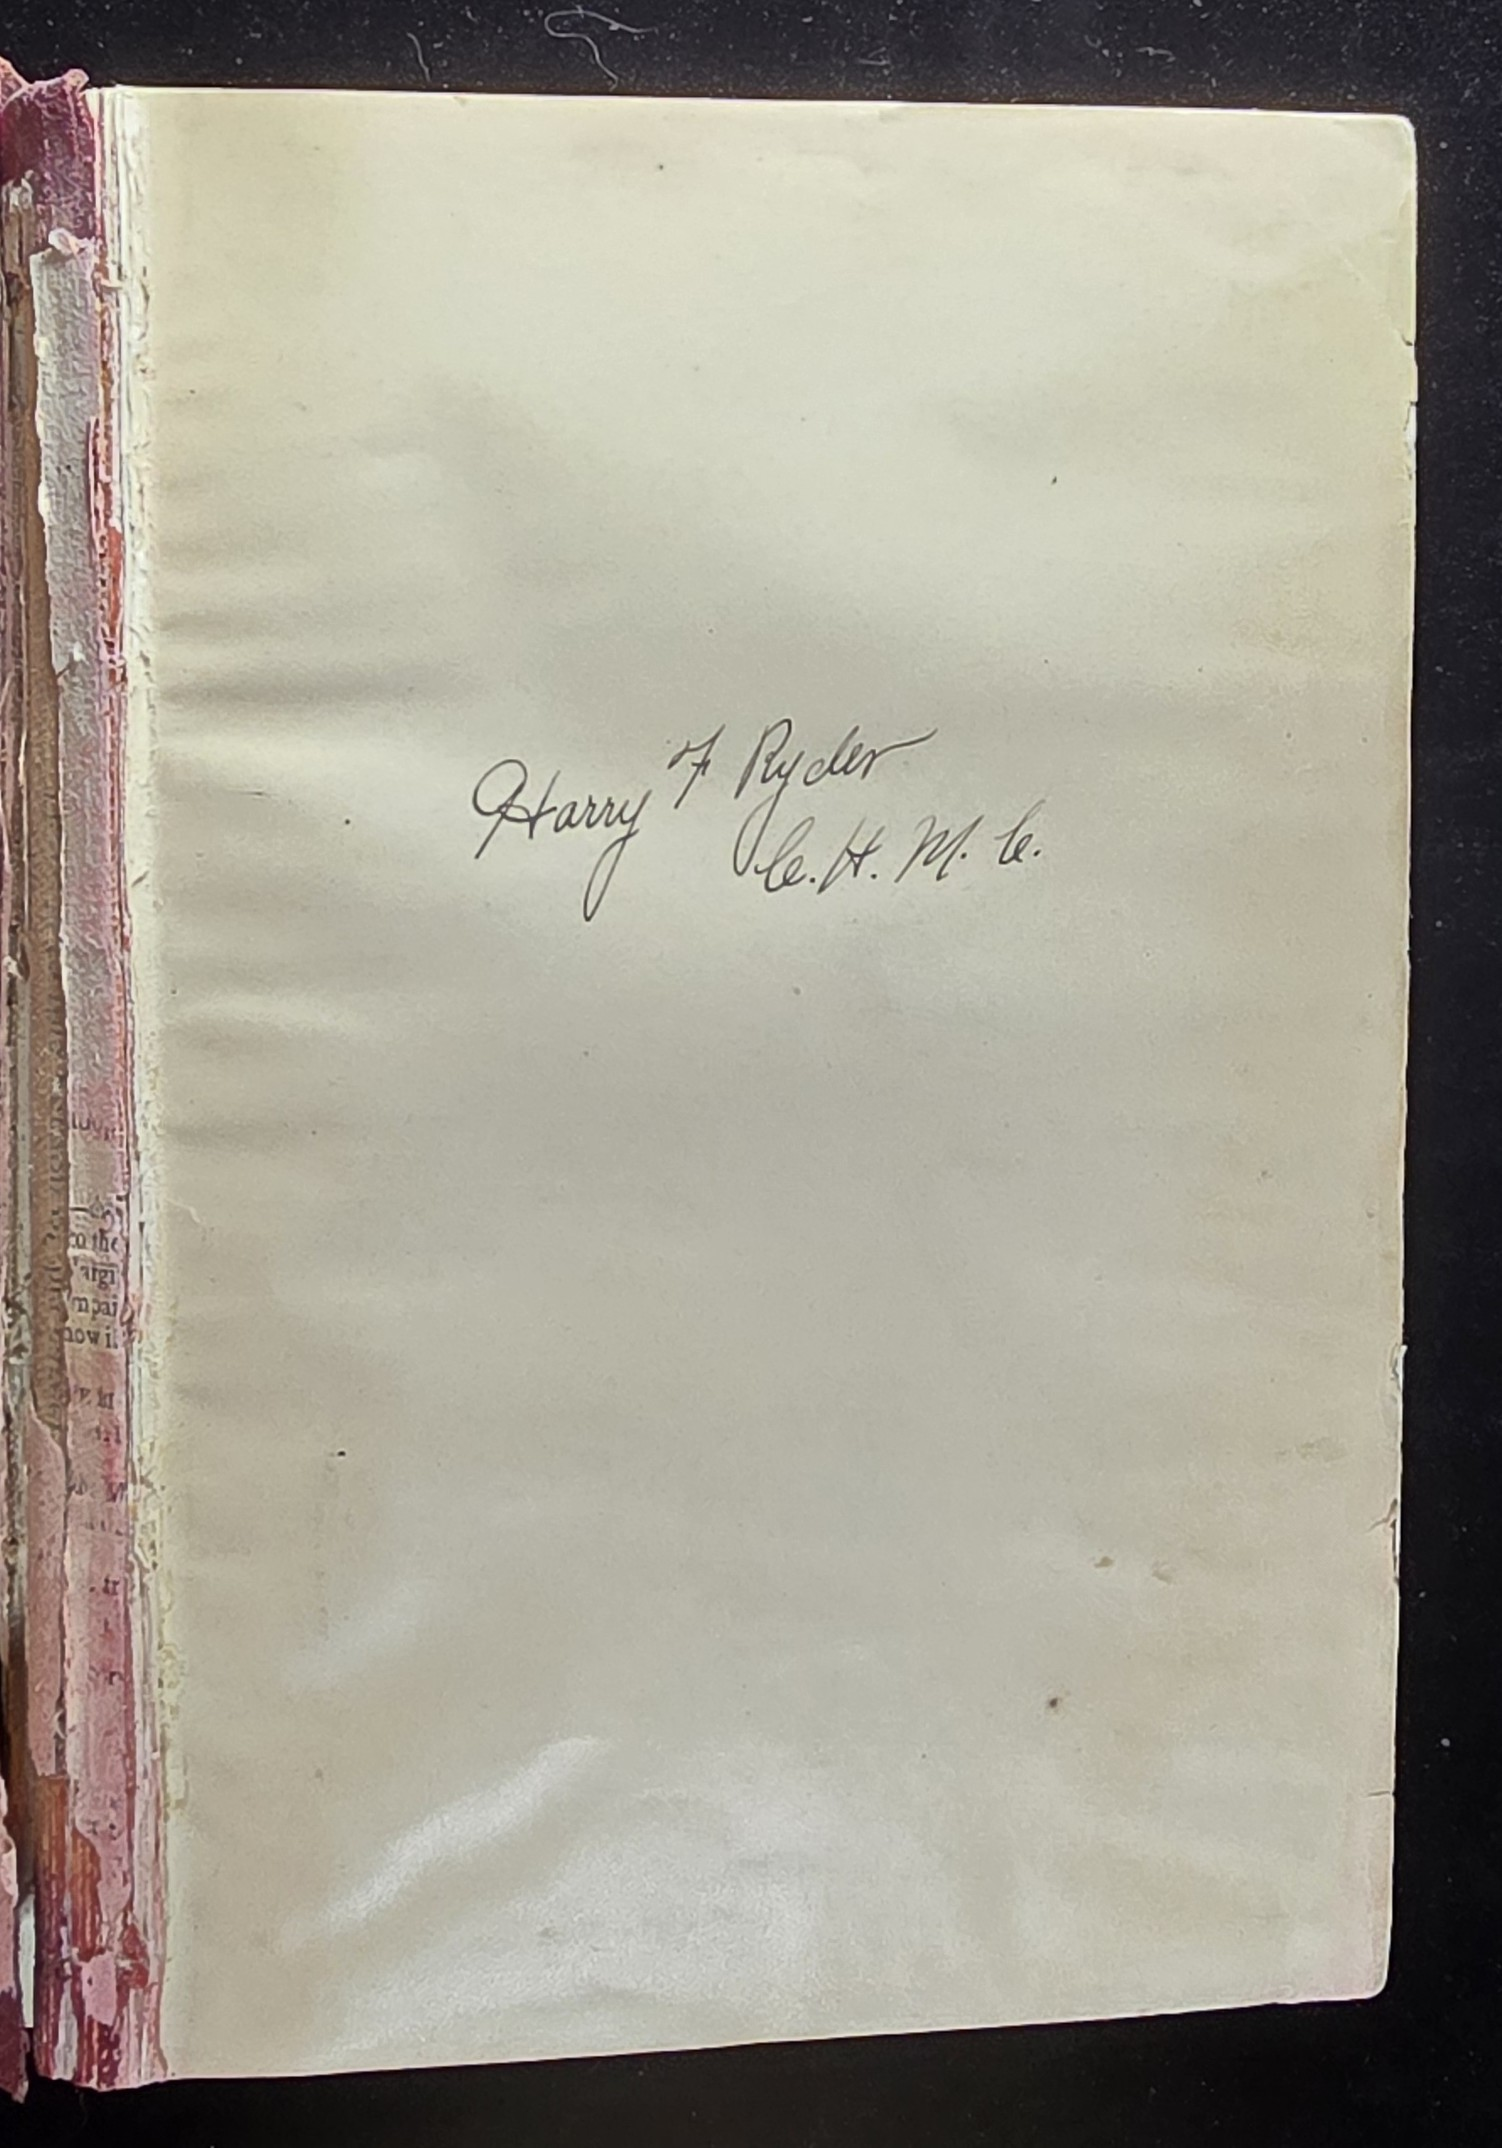 Harry F Ryder
C. H. M. C.